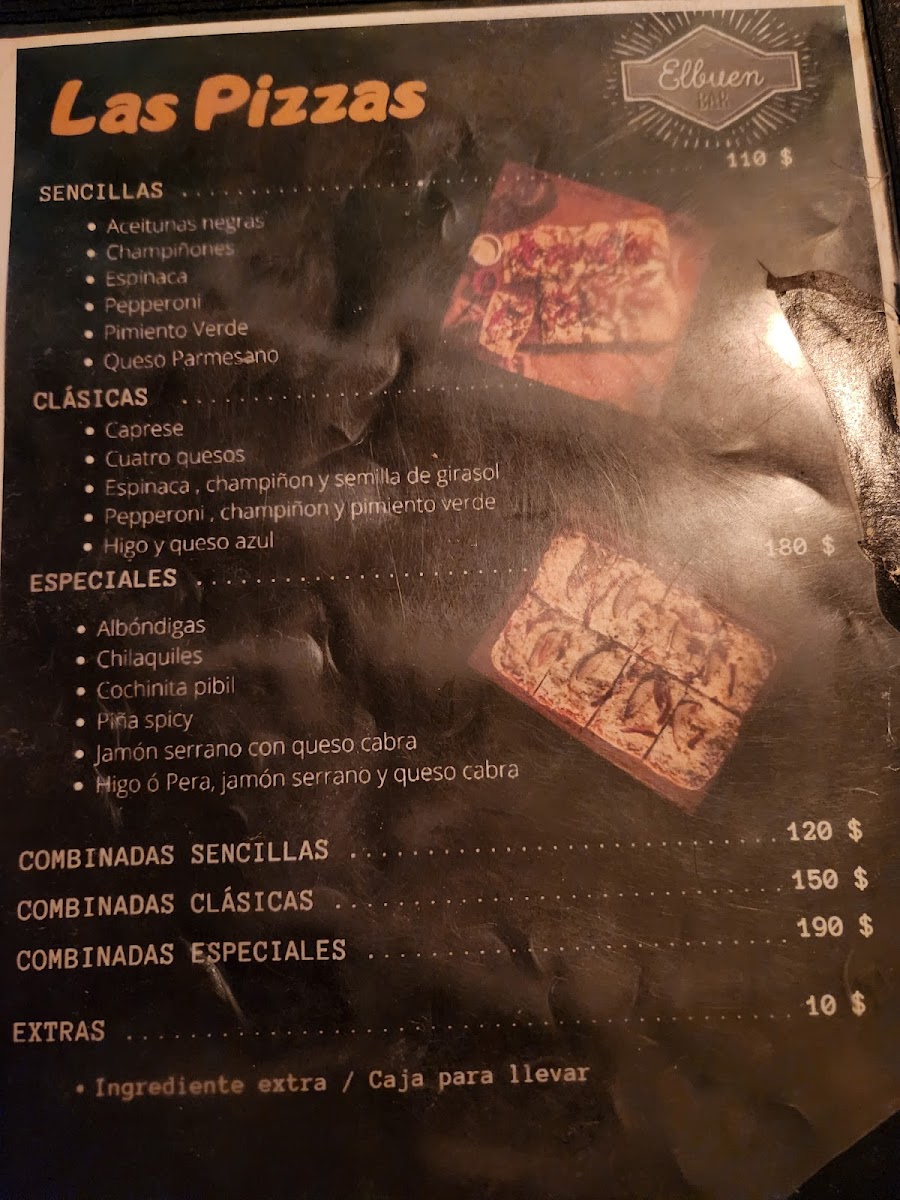 Elbuen
BAR
Las Pizzas
SENCILLAS ........................ 110 $
• Aceitunas negras
• Champiñones
• Espinaca
• Pepperoni
• Pimiento Verde
• Queso Parmesano
CLÁSICAS ........................
• Caprese
• Cuatro quesos
• Espinaca , champiñon y semilla de girasol
• Pepperoni , champiñon y pimiento verde
• Higo y queso azul
ESPECIALES ........................ 180 $
• Albóndigas
• Chilaquiles
• Cochinita pibil
• Piña spicy
• Jamón serrano con queso cabra
• Higo ó Pera, jamón serrano y queso cabra
COMBINADAS SENCILLAS ........................ 120 $
COMBINADAS CLÁSICAS ........................ 150 $
COMBINADAS ESPECIALES ........................ 190 $
EXTRAS ........................ 10 $
• Ingrediente extra / Caja para llevar